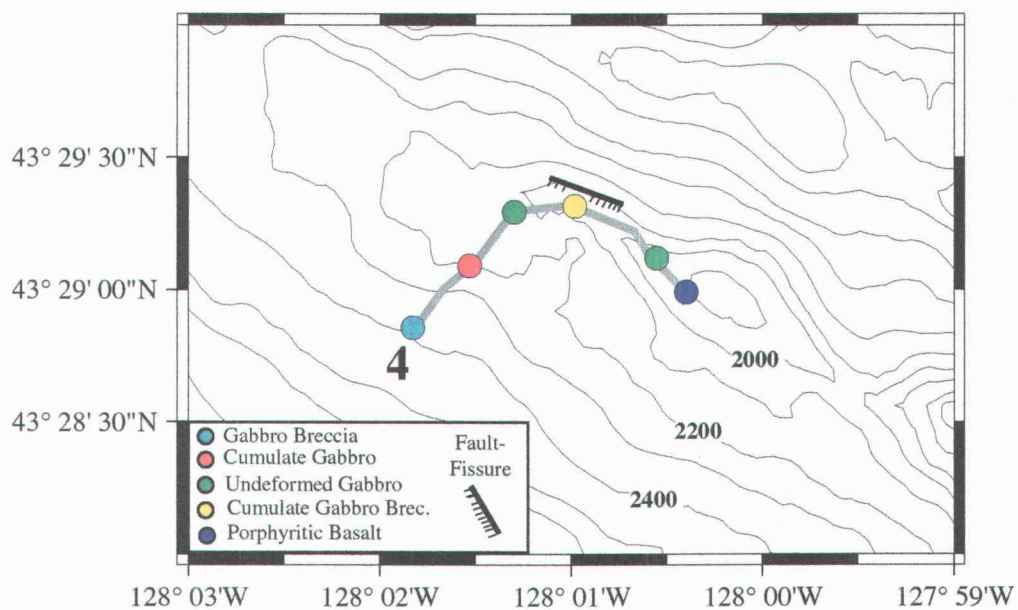 43° 29' 30"N
43° 29' 00"N
43° 28' 30"N
4
2000
2200
2400
Gabbro Breccia
Cumulate Gabbro
Undeformed Gabbro
Cumulate Gabbro Brec.
Porphyritic Basalt
Fault-
Fissure
128° 03'W
128° 02'W
128° 01'W
128° 00'W
127° 59'W